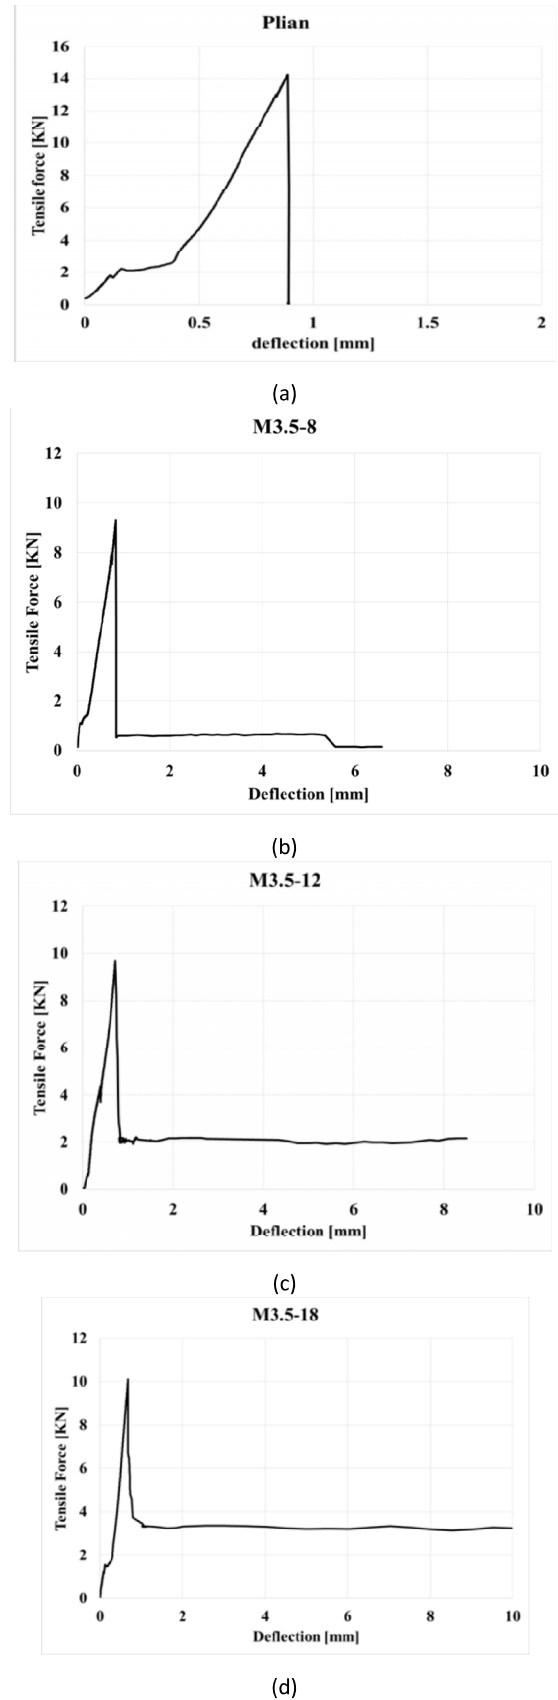 Plian
16
14
12
10
8
6
4
2
0
Tensile force [KN]
0 0.5 1 1.5 2
deflection [mm]
(a)
M3.5-8
12
10
8
6
4
2
0
Tensile Force [KN]
0 2 4 6 8 10
Deflection [mm]
(b)
M3.5-12
12
10
8
6
4
2
0
Tensile Force [KN]
0 2 4 6 8 10
Deflection [mm]
(c)
M3.5-18
12
10
8
6
4
2
0
Tensile Force [KN]
0 2 4 6 8 10
Deflection [mm]
(d)